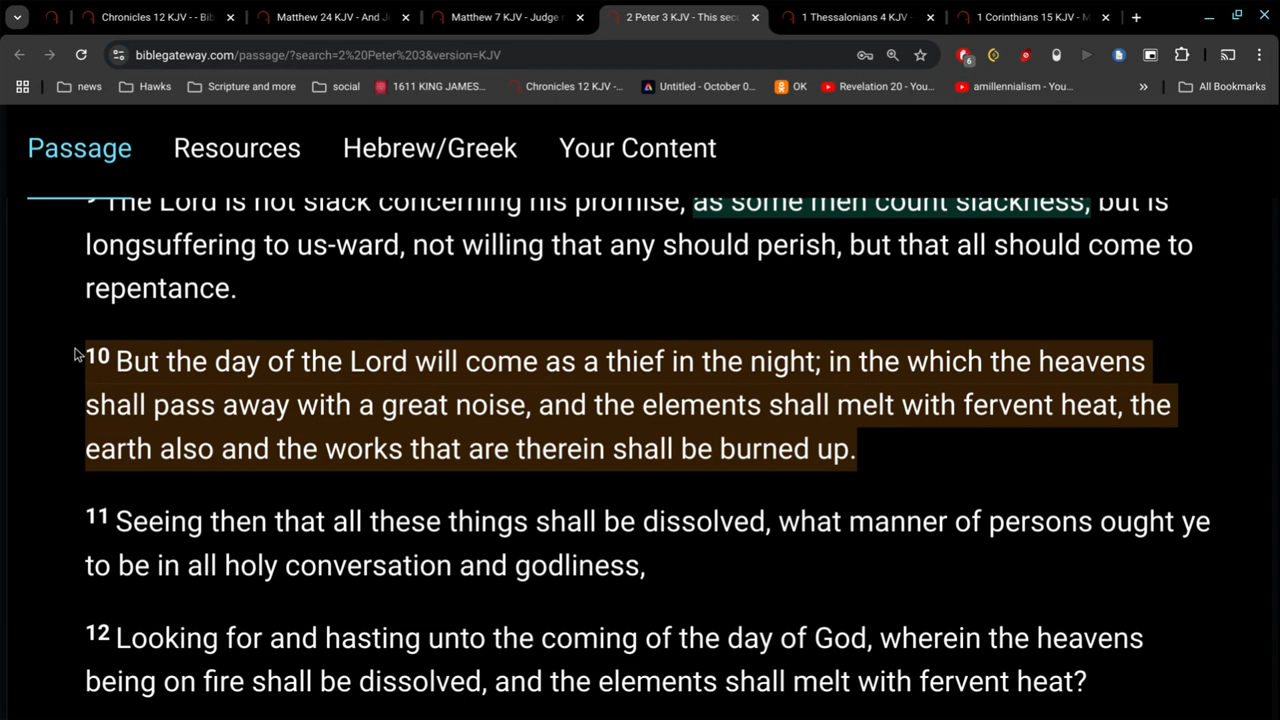 Chronicles 12 KJV - - Bib
Matthew 24 KJV - And J
Matthew 7 KJV - Judge n
2 Peter 3 KJV - This sec
1 Thessalonians 4 KJV -
1 Corinthians 15 KJV - M
biblegateway.com/passage/?search=2%20Peter%203&version=KJV
6
news
Hawks
Scripture and more
social
1611 KING JAMES...
Chronicles 12 KJV -...
Untitled - October 0...
OK
Revelation 20 - You...
amillennialism - You...
»
All Bookmarks
Passage
Resources
Hebrew/Greek
Your Content
9 The Lord is not slack concerning his promise, as some men count slackness, but is
longsuffering to us-ward, not willing that any should perish, but that all should come to
repentance.
10 But the day of the Lord will come as a thief in the night; in the which the heavens
shall pass away with a great noise, and the elements shall melt with fervent heat, the
earth also and the works that are therein shall be burned up.
11 Seeing then that all these things shall be dissolved, what manner of persons ought ye
to be in all holy conversation and godliness,
12 Looking for and hasting unto the coming of the day of God, wherein the heavens
being on fire shall be dissolved, and the elements shall melt with fervent heat?